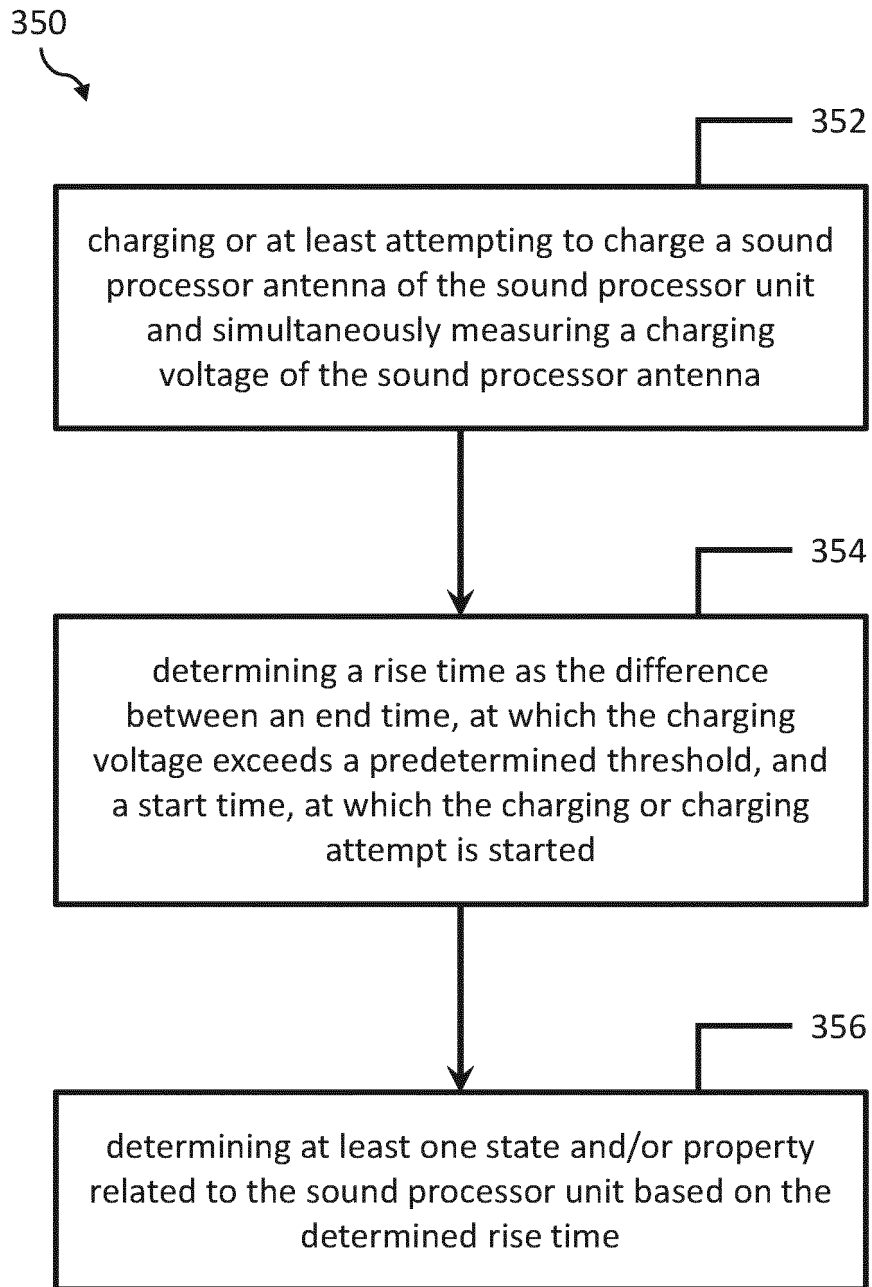 350
352
charging or at least attempting to charge a sound
processor antenna of the sound processor unit
and simultaneously measuring a charging
voltage of the sound processor antenna
354
determining a rise time as the difference
between an end time, at which the charging
voltage exceeds a predetermined threshold, and
a start time, at which the charging or charging
attempt is started
356
determining at least one state and/or property
related to the sound processor unit based on the
determined rise time